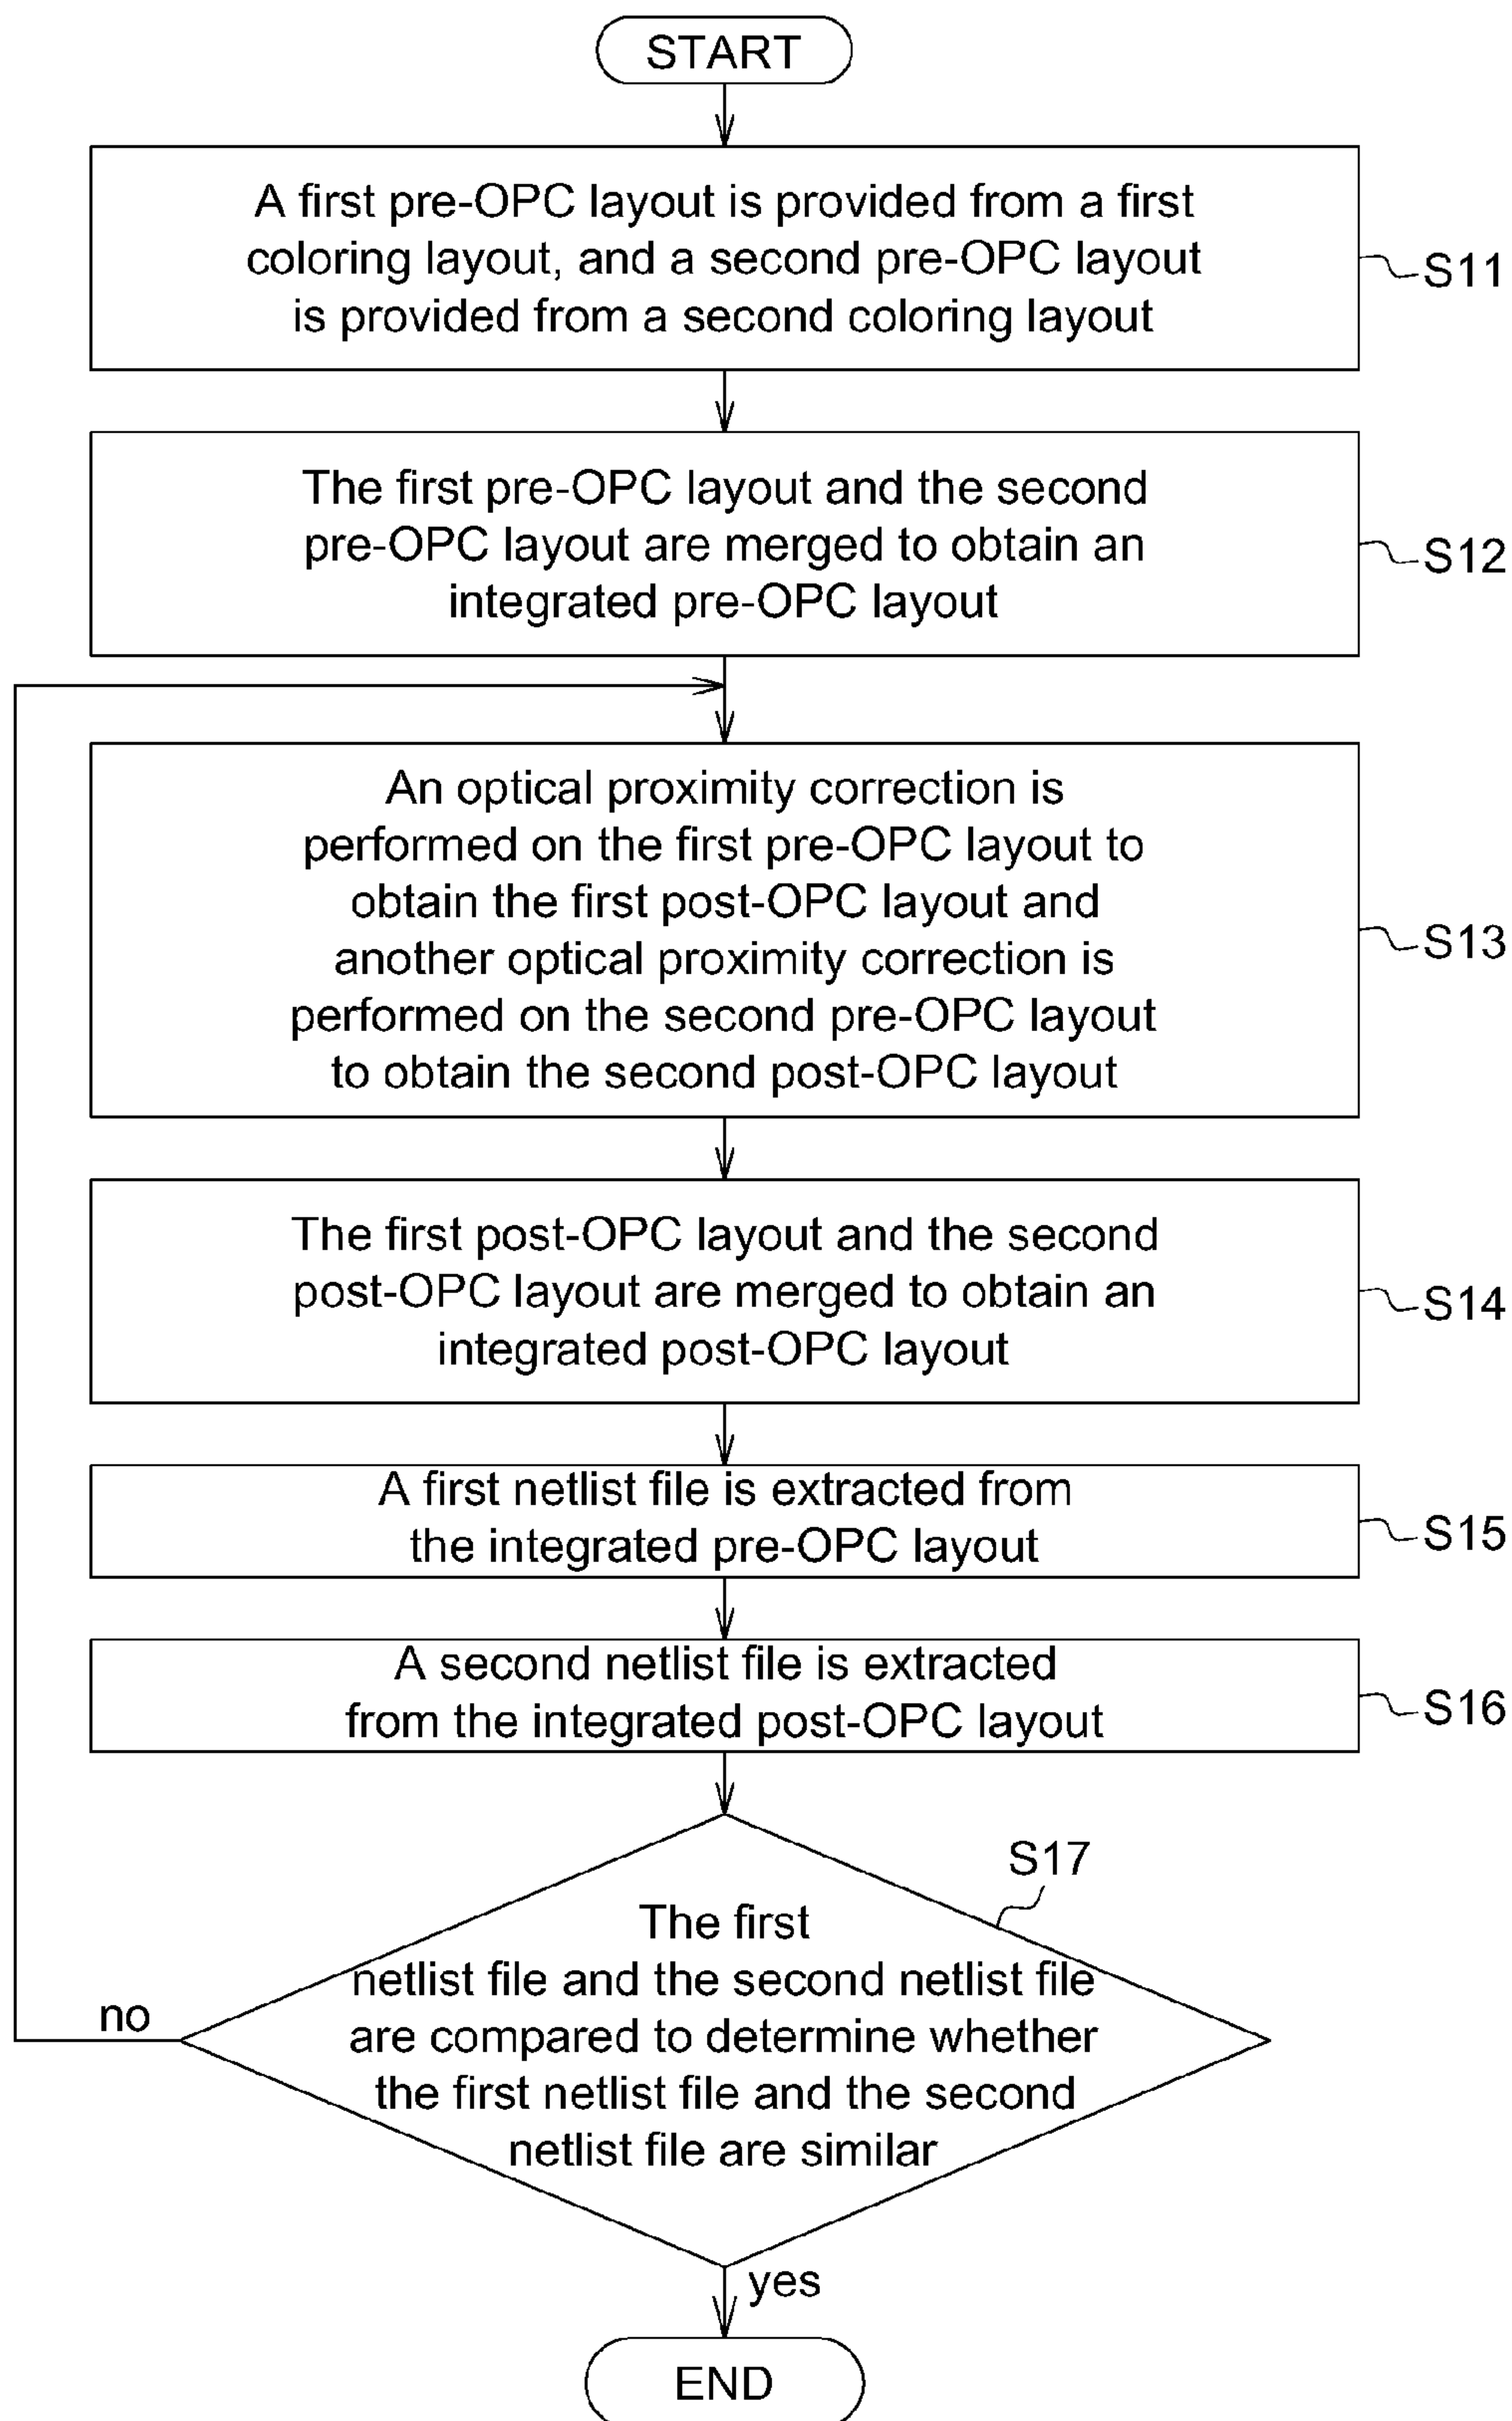 START
A first pre-OPC layout is provided from a first
coloring layout, and a second pre-OPC layout
is provided from a second coloring layout
S11
The first pre-OPC layout and the second
pre-OPC layout are merged to obtain an
integrated pre-OPC layout
S12
An optical proximity correction is
performed on the first pre-OPC layout to
obtain the first post-OPC layout and
another optical proximity correction is
performed on the second pre-OPC layout
to obtain the second post-OPC layout
S13
The first post-OPC layout and the second
post-OPC layout are merged to obtain an
integrated post-OPC layout
S14
A first netlist file is extracted from
the integrated pre-OPC layout
S15
A second netlist file is extracted
from the integrated post-OPC layout
S16
S17
The first
netlist file and the second netlist file
are compared to determine whether
the first netlist file and the second
netlist file are similar
no
yes
END